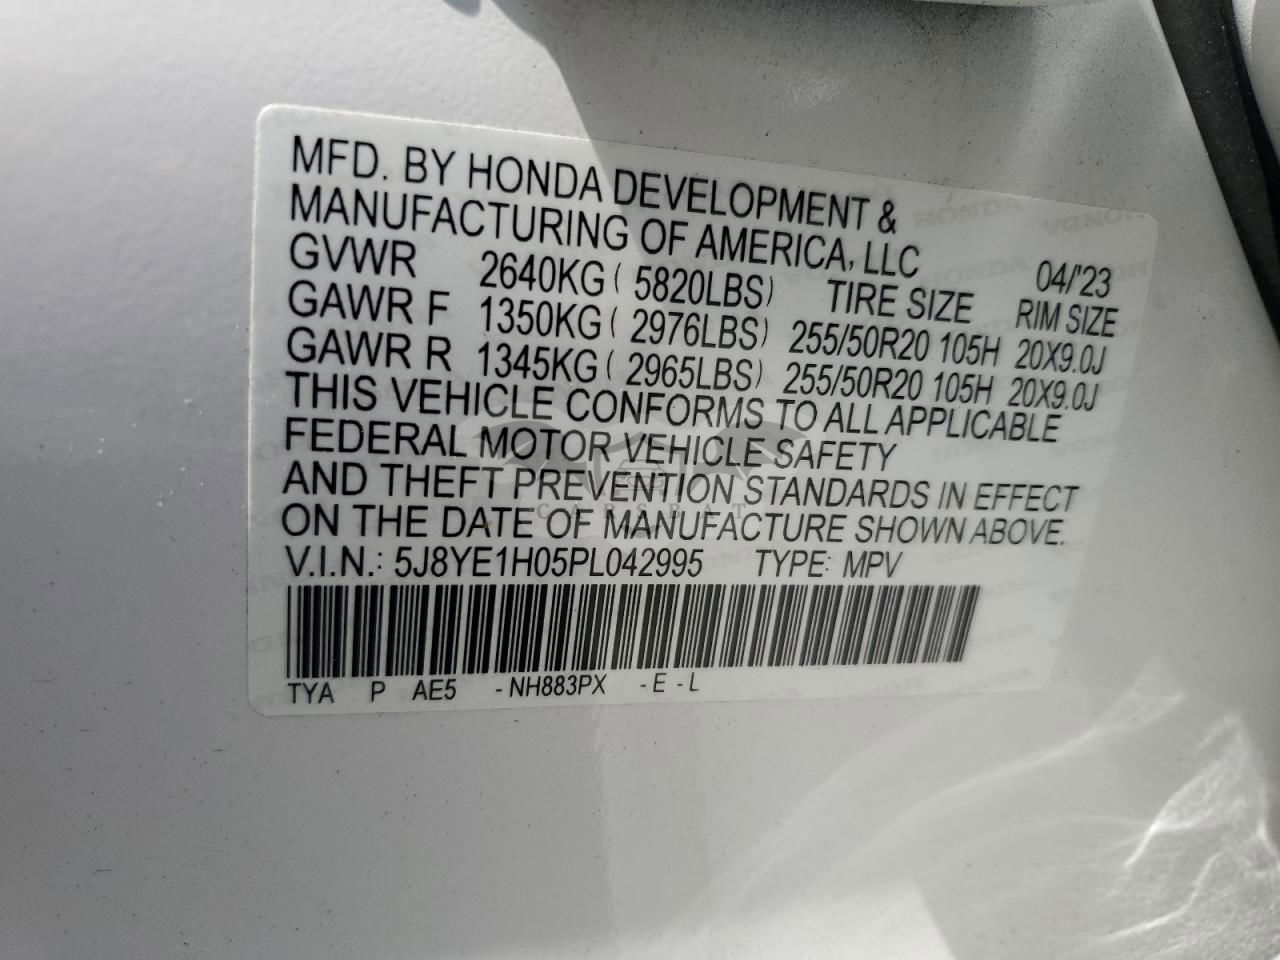 MFD. BY HONDA DEVELOPMENT &
MANUFACTURING OF AMERICA, LLC
04/'23
GVWR 2640KG ( 5820LBS) TIRE SIZE RIM SIZE
GAWR F 1350KG ( 2976LBS) 255/50R20 105H 20X9.0J
GAWR R 1345KG ( 2965LBS) 255/50R20 105H 20X9.0J
THIS VEHICLE CONFORMS TO ALL APPLICABLE
FEDERAL MOTOR VEHICLE SAFETY
AND THEFT PREVENTION STANDARDS IN EFFECT
CARSBAT
ON THE DATE OF MANUFACTURE SHOWN ABOVE.
V.I.N.: 5J8YE1H05PL042995 TYPE: MPV
TYA P AE5 -NH883PX -E -L